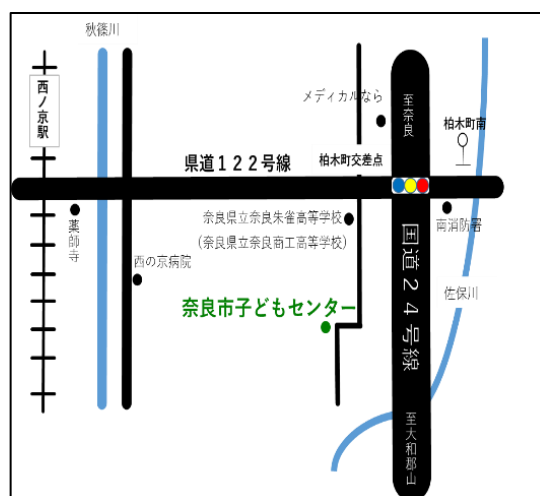 秋篠川
西ノ京駅
メディカルなら
至奈良
柏木町南
県道122号線
柏木町交差点
薬師寺
奈良県立奈良朱雀高等学校
(奈良県立奈良商工高等学校)
南消防署
西の京病院
国道24号線
奈良市子どもセンター
佐保川
至大和郡山